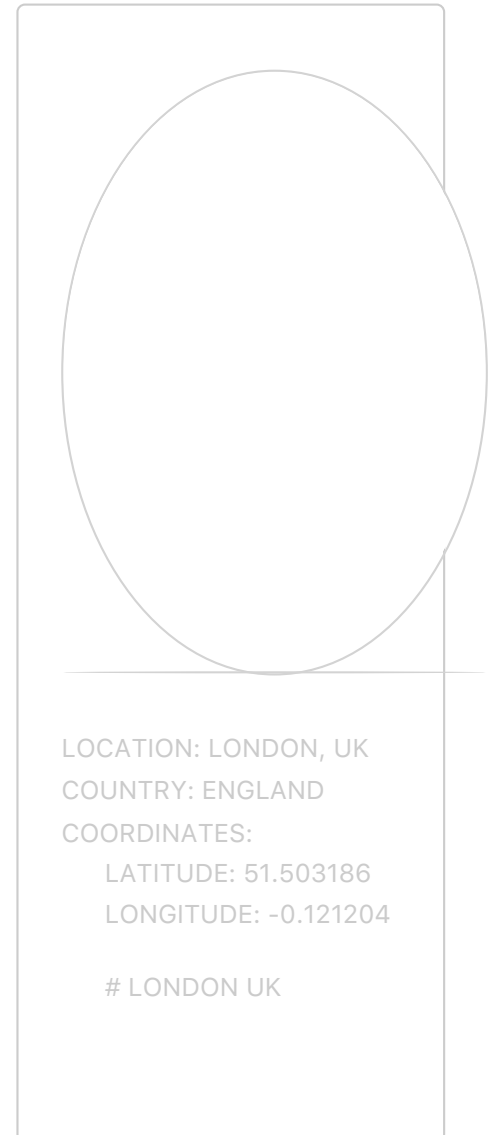 LOCATION: LONDON, UK
COUNTRY: ENGLAND
COORDINATES:
LATITUDE: 51.503186
LONGITUDE: -0.121204
# LONDON UK